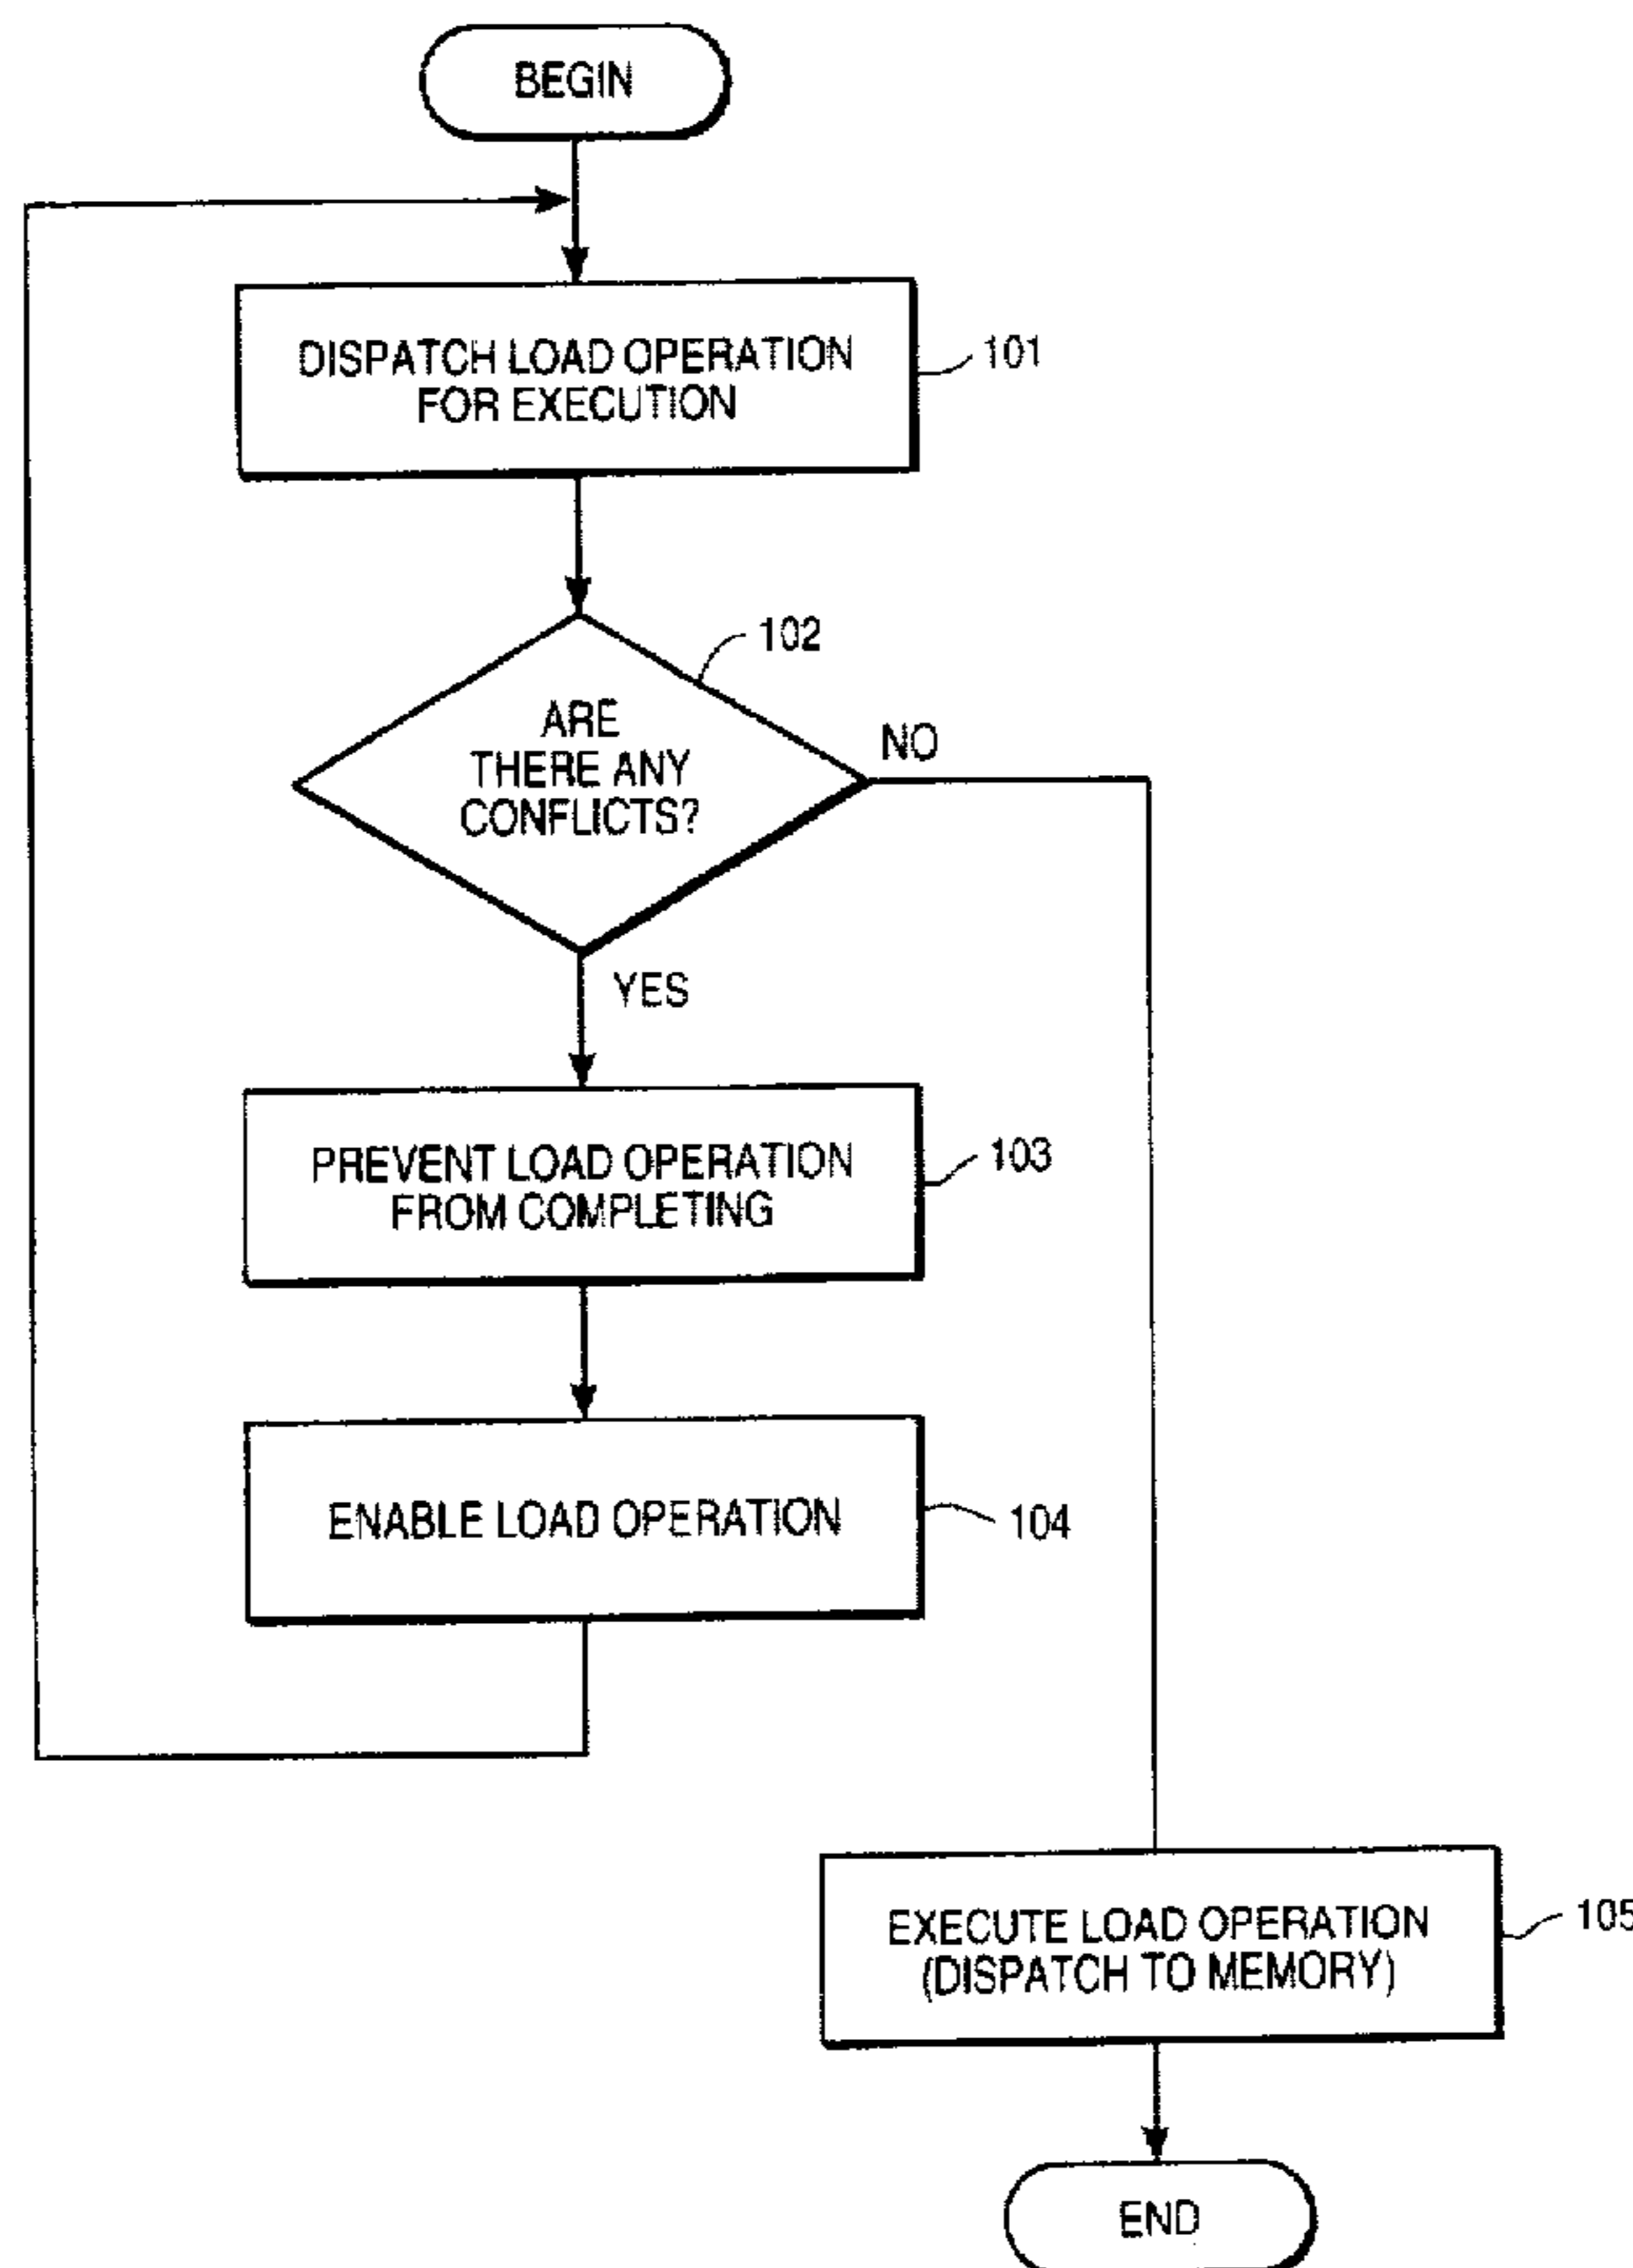 BEGIN
DISPATCH LOAD OPERATION
FOR EXECUTION
101
102
ARE
THERE ANY
CONFLICTS?
NO
YES
PREVENT LOAD OPERATION
FROM COMPLETING
103
ENABLE LOAD OPERATION
104
EXECUTE LOAD OPERATION
(DISPATCH TO MEMORY)
105
END